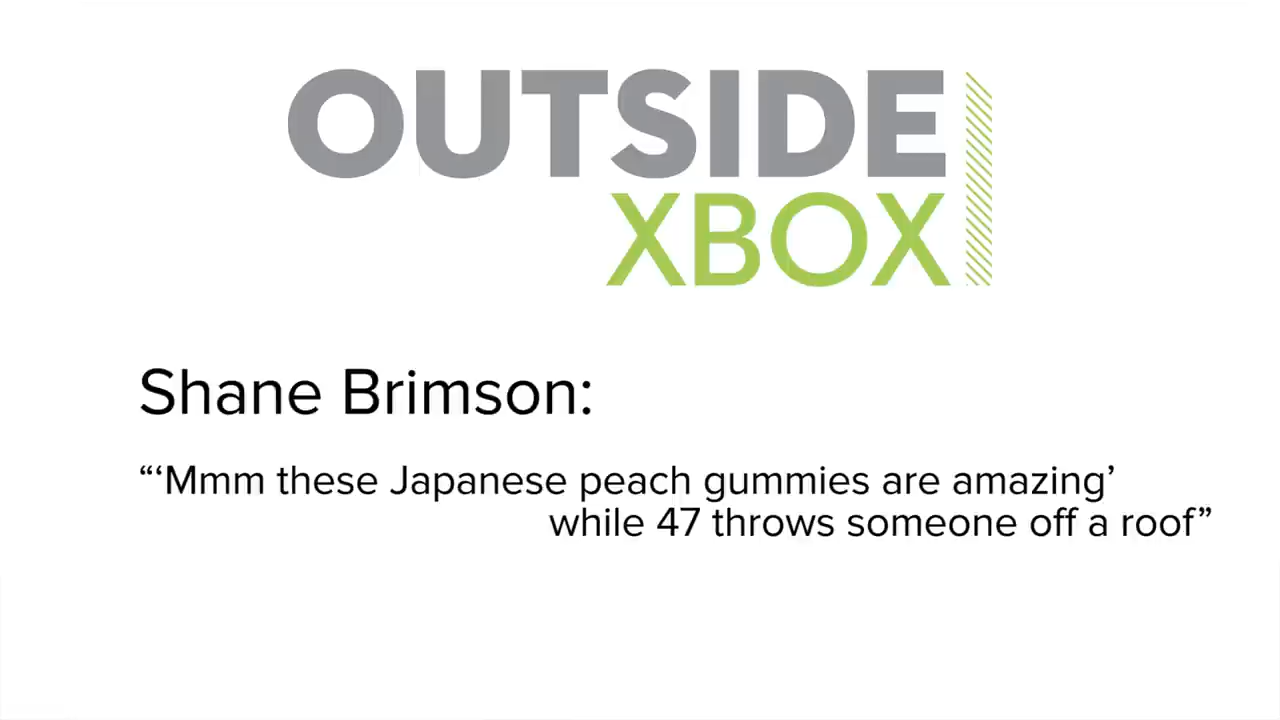 OUTSIDE
XBOX
Shane Brimson:
“‘Mmm these Japanese peach gummies are amazing’
while 47 throws someone off a roof”